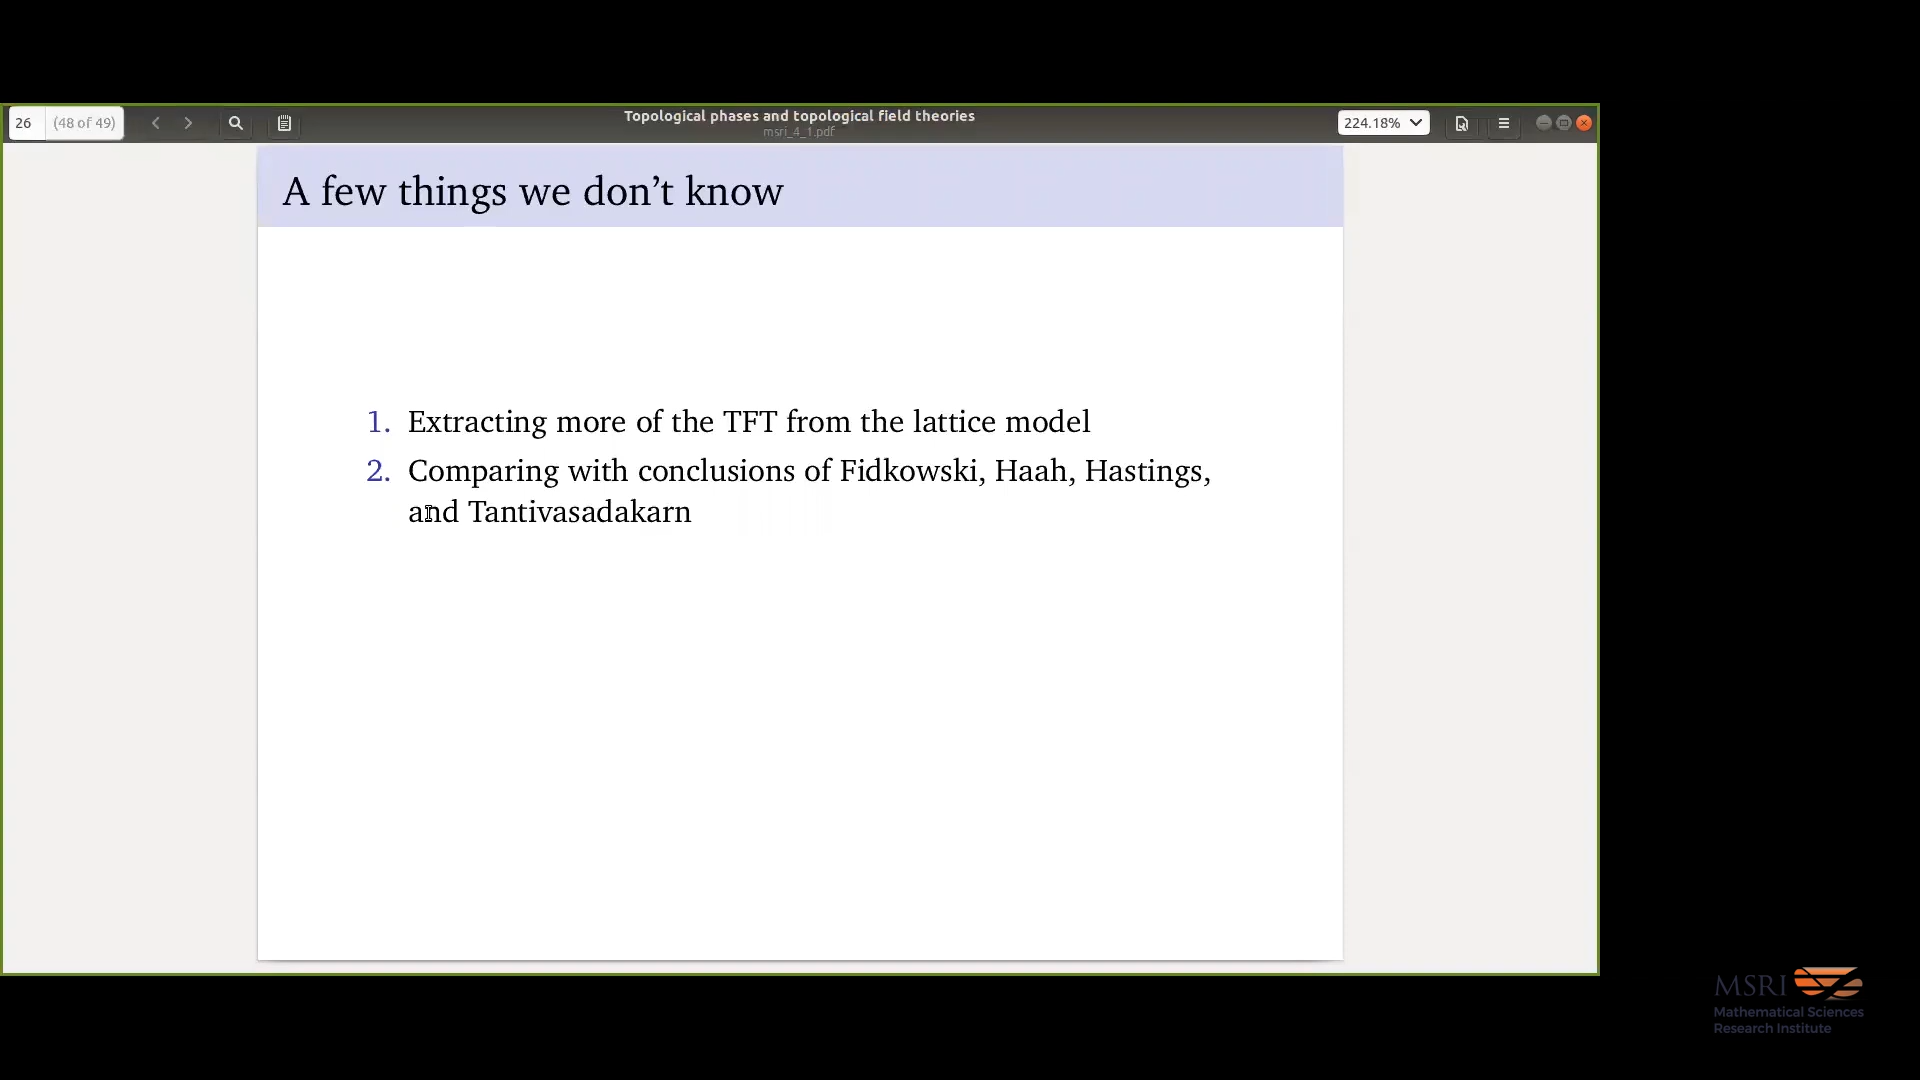 26 (48 of 49)
Topological phases and topological field theories
msri_4_1.pdf
224.18%
A few things we don’t know
1. Extracting more of the TFT from the lattice model
2. Comparing with conclusions of Fidkowski, Haah, Hastings,
and Tantivasadakarn
MSRI
Mathematical Sciences
Research Institute